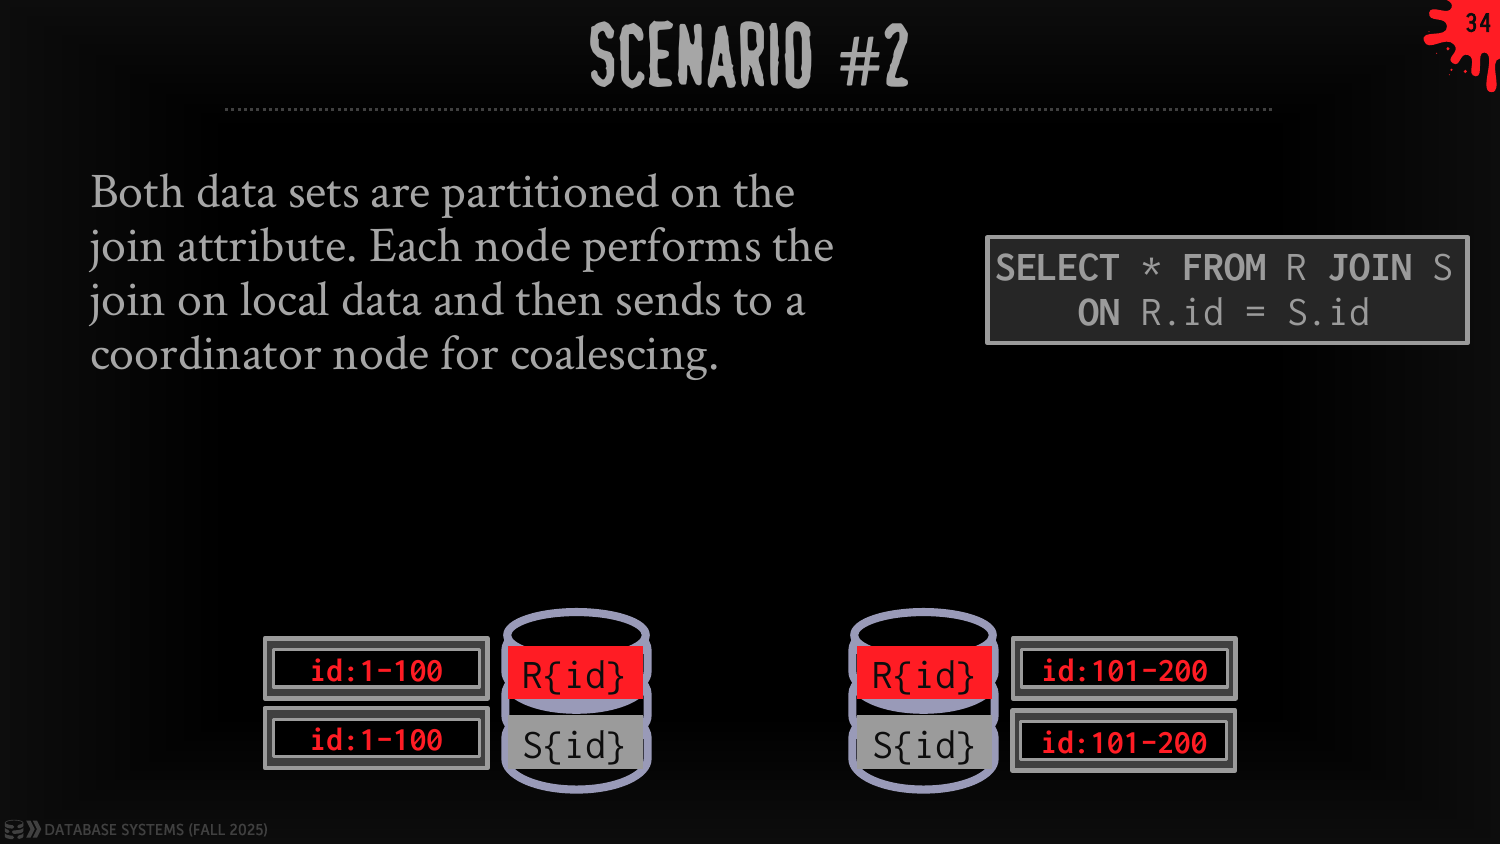 SCENARIO #2
34
Both data sets are partitioned on the
join attribute. Each node performs the
join on local data and then sends to a
coordinator node for coalescing.
SELECT * FROM R JOIN S
ON R.id = S.id
id:1-100
R{id}
R{id}
id:101-200
id:1-100
S{id}
S{id}
id:101-200
DATABASE SYSTEMS (FALL 2025)